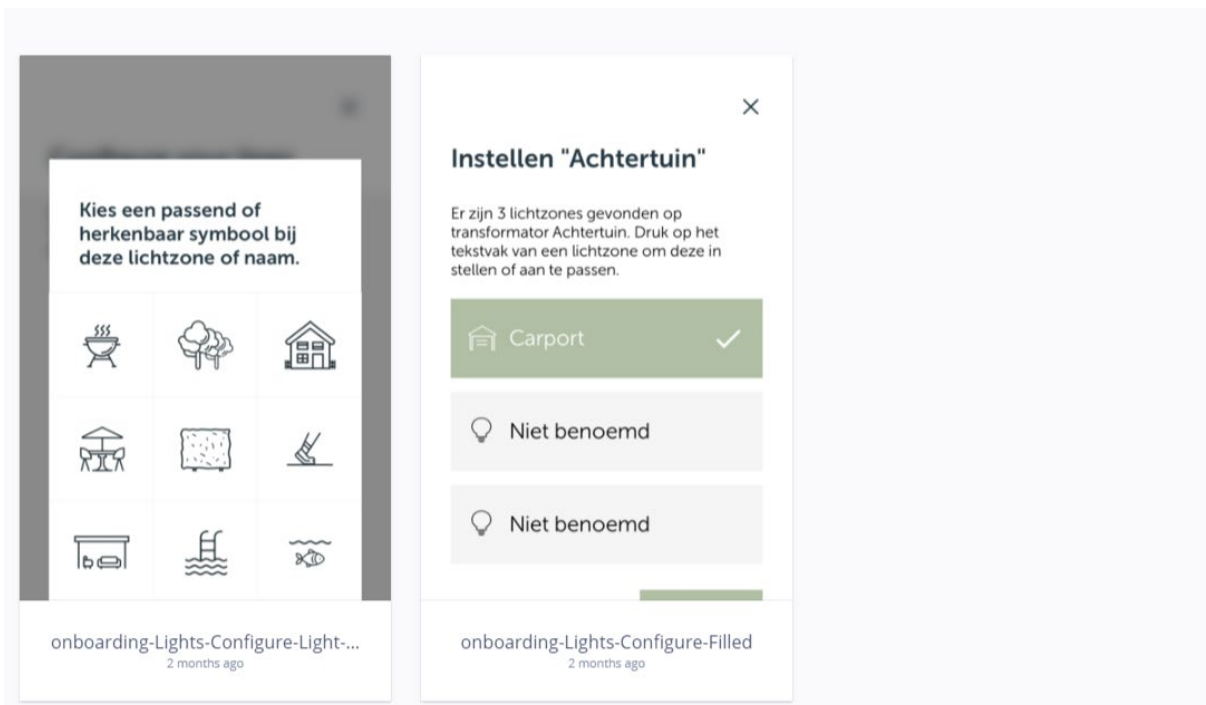 Kies een passend of
herkenbaar symbool bij
deze lichtzone of naam.
onboarding-Lights-Configure-Light-...
2 months ago
Instellen "Achtertuin"
Er zijn 3 lichtzones gevonden op
transformator Achtertuin. Druk op het
tekstvak van een lichtzone om deze in
stellen of aan te passen.
Carport
Niet benoemd
Niet benoemd
onboarding-Lights-Configure-Filled
2 months ago